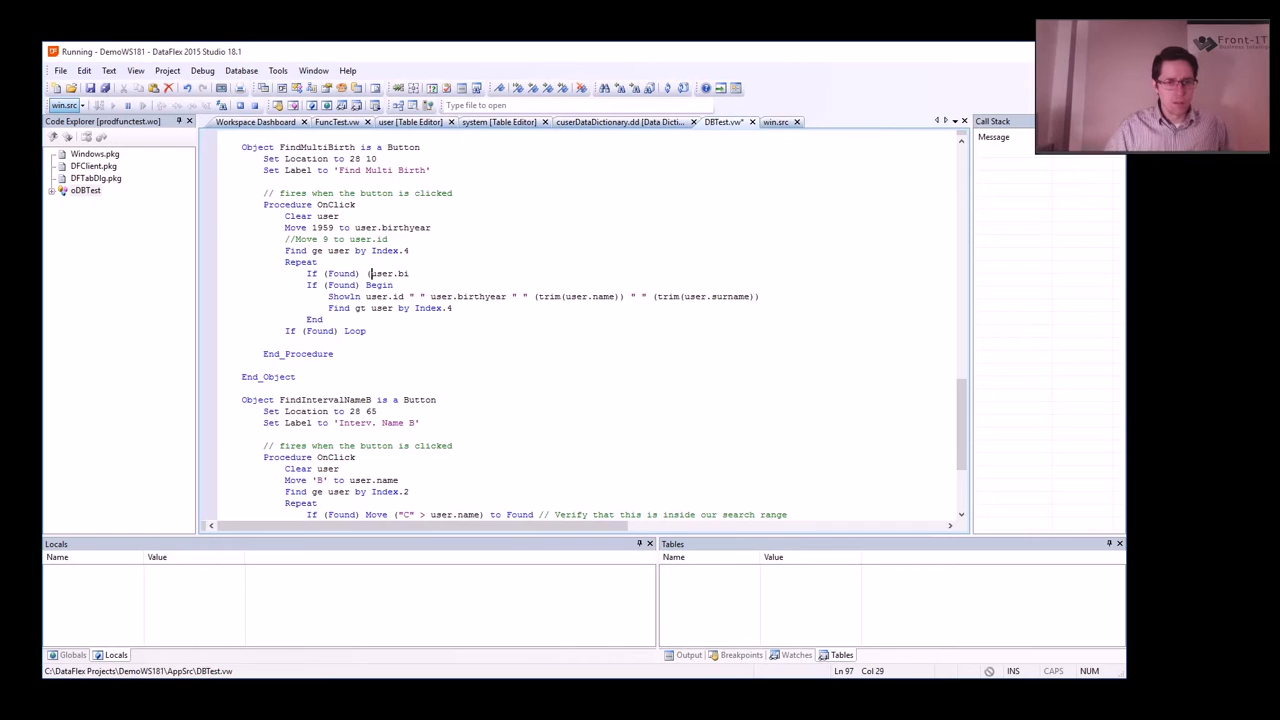 Front-IT
Running - DemoWS181 - DataFlex 2015 Studio 18.1
File Edit Text View Project Debug Database Tools Window Help
win.src Type file to open
Code Explorer (prodfunctest.wo)
Workspace Dashboard FuncTest.vw user [Table Editor] system [Table Editor] cuserDataDictionary.dd [Data Dicti... DBTest.vw* win.src
Call Stack
Message
Windows.pkg
DFClient.pkg
DFTabDlg.pkg
oDBTest
Object FindMultiBirth is a Button
Set Location to 28 10
Set Label to 'Find Multi Birth'
// fires when the button is clicked
Procedure OnClick
Clear user
Move 1959 to user.birthyear
//Move 9 to user.id
Find ge user by Index.4
Repeat
If (Found) (user.bi
If (Found) Begin
Showln user.id " " user.birthyear " " (trim(user.name)) " " (trim(user.surname))
Find gt user by Index.4
End
If (Found) Loop
End_Procedure
End_Object
Object FindIntervalNameB is a Button
Set Location to 28 65
Set Label to 'Interv. Name B'
// fires when the button is clicked
Procedure OnClick
Clear user
Move 'B' to user.name
Find ge user by Index.2
Repeat
If (Found) Move ("C" > user.name) to Found // Verify that this is inside our search range
Locals
Name Value
Tables
Name Value
Globals Locals
Output Breakpoints Watches Tables
C:\DataFlex Projects\DemoWS181\AppSrc\DBTest.vw
Ln 97 Col 29 INS CAPS NUM